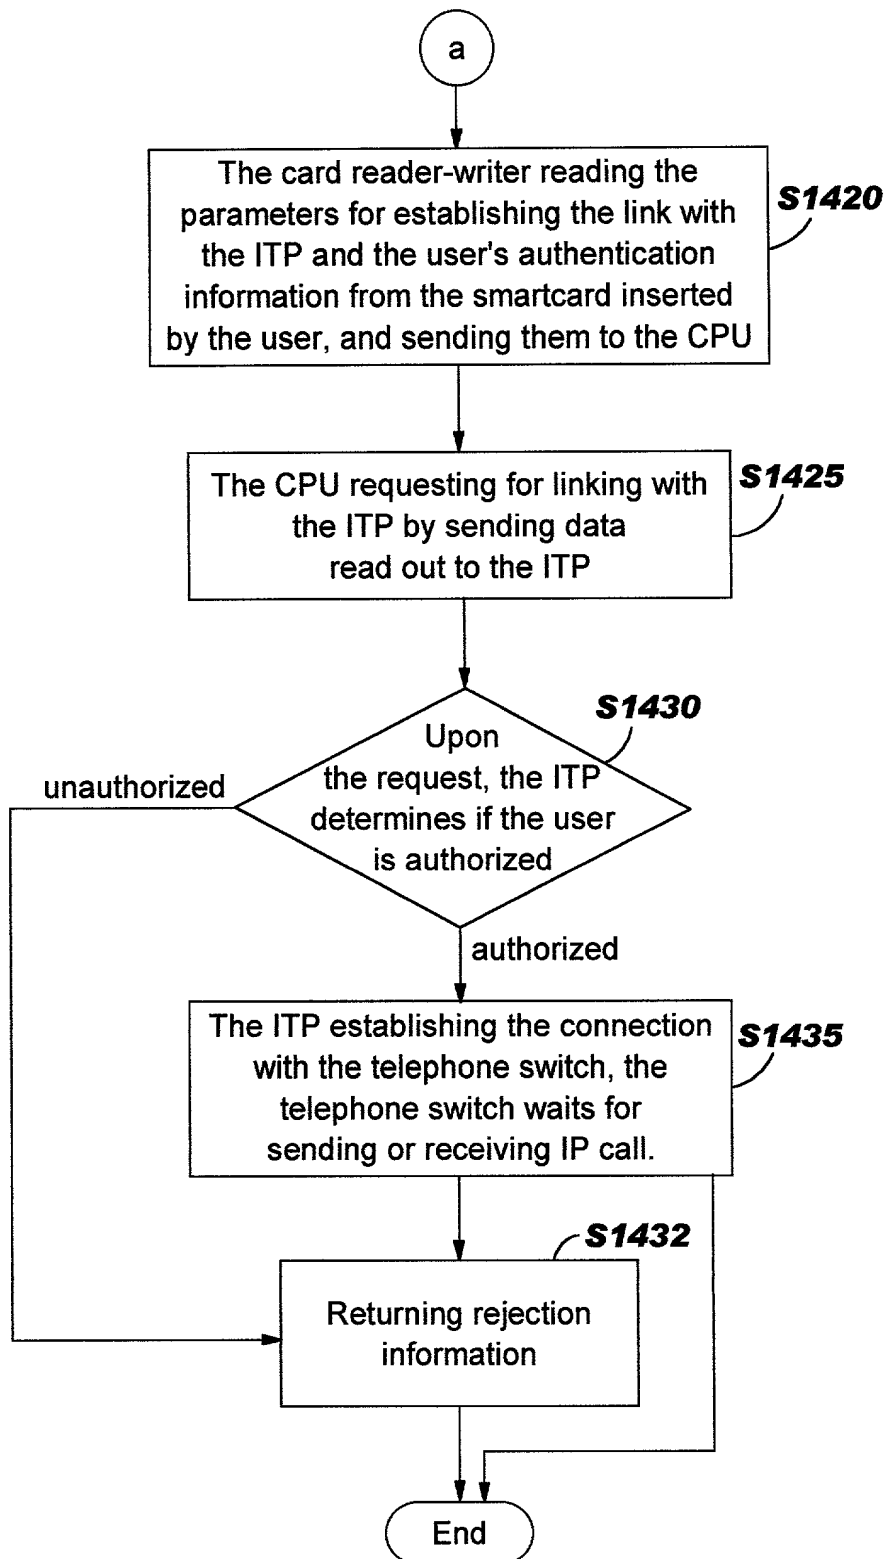 a
The card reader-writer reading the
parameters for establishing the link with
the ITP and the user's authentication
information from the smartcard inserted
by the user, and sending them to the CPU
S1420
The CPU requesting for linking with
the ITP by sending data
read out to the ITP
S1425
S1430
Upon
the request, the ITP
determines if the user
is authorized
unauthorized
authorized
The ITP establishing the connection
with the telephone switch, the
telephone switch waits for
sending or receiving IP call.
S1435
S1432
Returning rejection
information
End